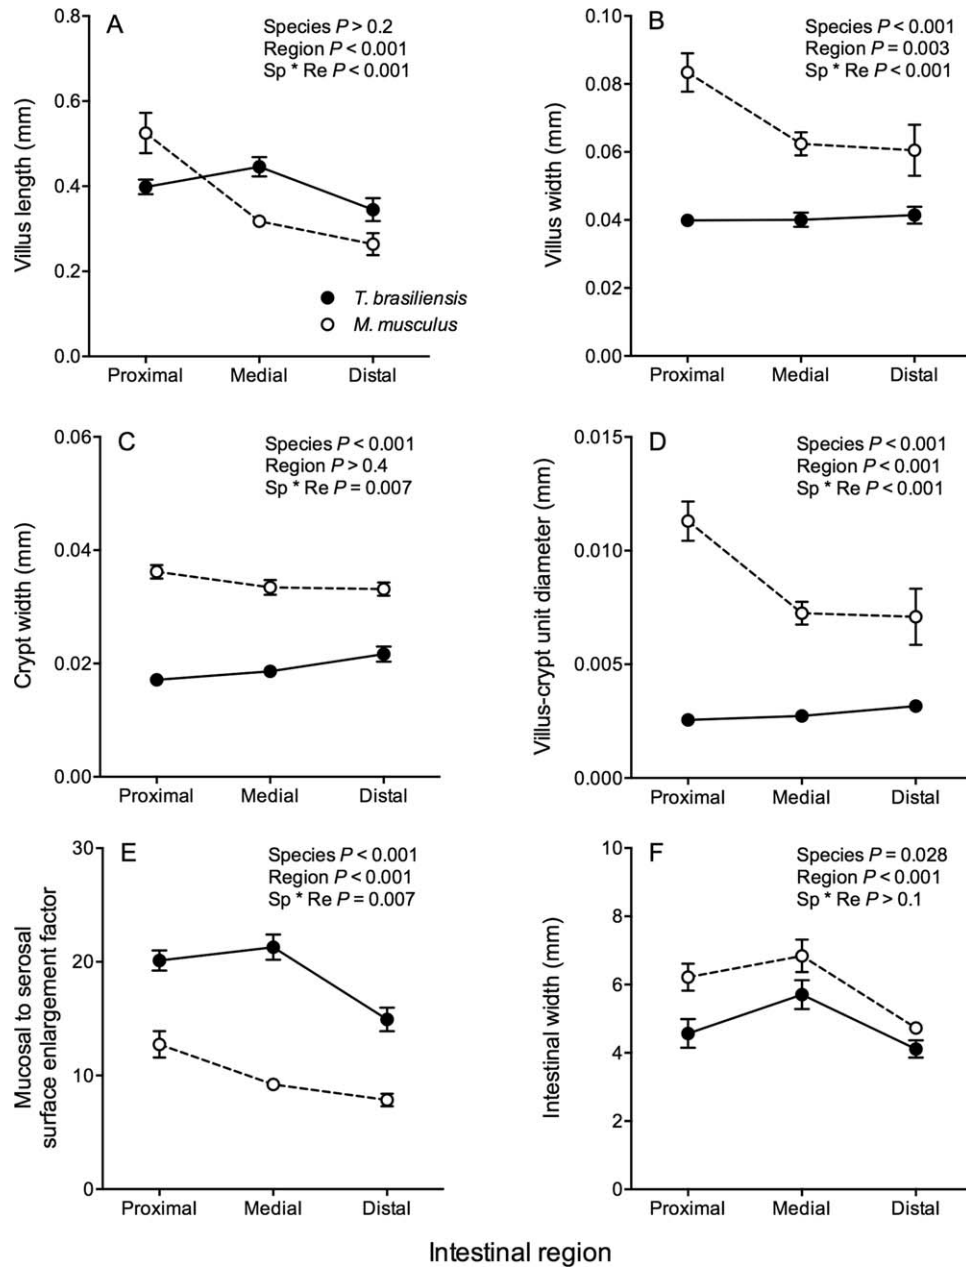 A
Species P > 0.2
Region P < 0.001
Sp * Re P < 0.001
Villus length (mm)
0.8
0.6
0.4
0.2
0.0
T. brasiliensis
M. musculus
Proximal Medial Distal
B
Species P < 0.001
Region P = 0.003
Sp * Re P < 0.001
Villus width (mm)
0.10
0.08
0.06
0.04
0.02
0.00
Proximal Medial Distal
C
Species P < 0.001
Region P > 0.4
Sp * Re P = 0.007
Crypt width (mm)
0.06
0.04
0.02
0.00
Proximal Medial Distal
D
Species P < 0.001
Region P < 0.001
Sp * Re P < 0.001
Villus-crypt unit diameter (mm)
0.015
0.010
0.005
0.000
Proximal Medial Distal
E
Species P < 0.001
Region P < 0.001
Sp * Re P = 0.007
Mucosal to serosal
surface enlargement factor
30
20
10
0
Proximal Medial Distal
F
Species P = 0.028
Region P < 0.001
Sp * Re P > 0.1
Intestinal width (mm)
10
8
6
4
2
0
Proximal Medial Distal
Intestinal region